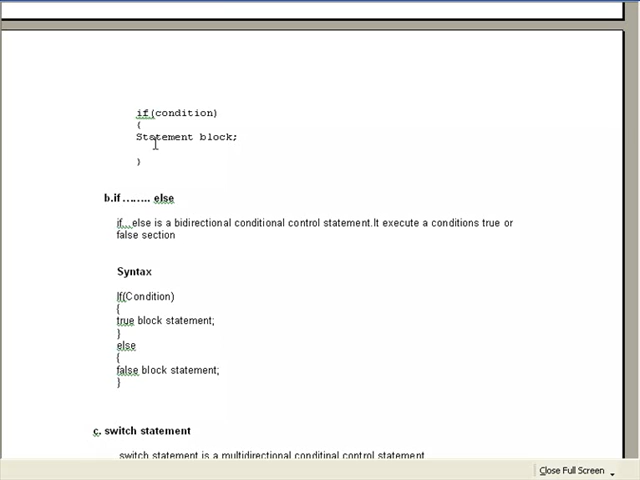 if(condition)
{
Statement block;
}
b.if …….. else
if...else is a bidirectional conditional control statement.It execute a conditions true or
false section
Syntax
If(Condition)
{
true block statement;
}
else
{
false block statement;
}
c. switch statement
switch statement is a multidirectional conditinal control statement
Close Full Screen